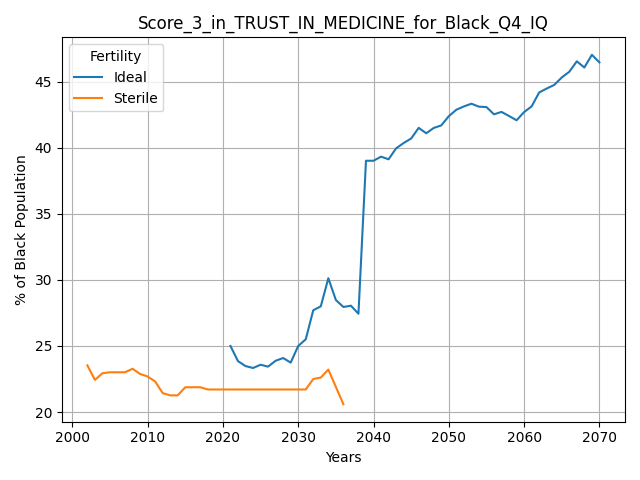 Score_3_in_TRUST_IN_MEDICINE_for_Black_Q4_IQ
Fertility
Ideal
Sterile
% of Black Population
45
40
35
30
25
20
2000 2010 2020 2030 2040 2050 2060 2070
Years